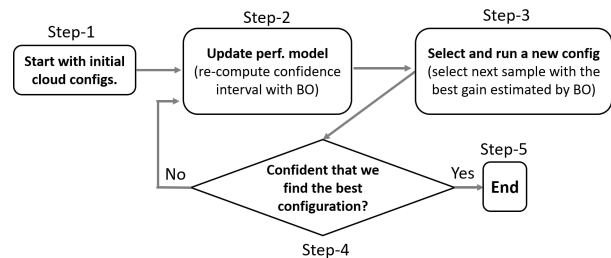 Step-1
Start with initial
cloud configs.
Step-2
Update perf. model
(re-compute confidence
interval with BO)
Step-3
Select and run a new config
(select next sample with the
best gain estimated by BO)
No
Confident that we
find the best
configuration?
Step-4
Yes
Step-5
End